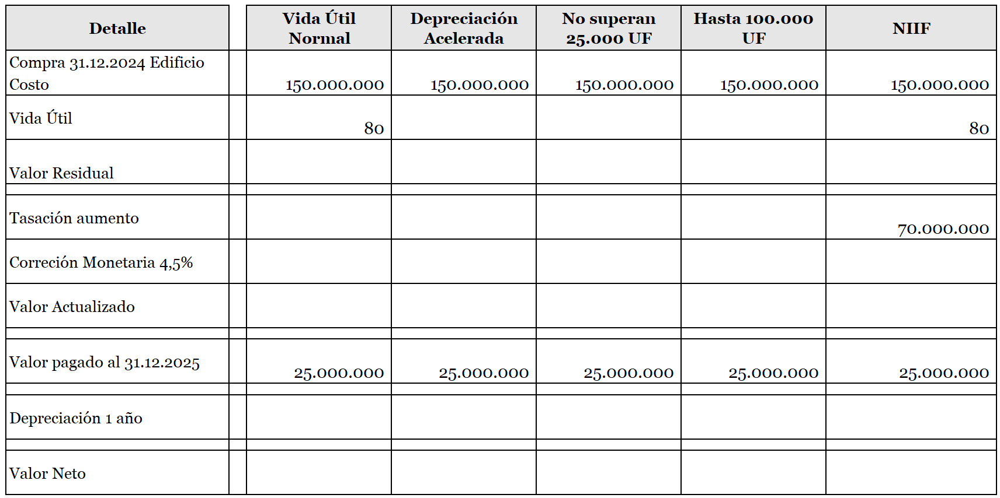 Detalle
Vida Útil
Normal
Depreciación
Acelerada
No superan
25.000 UF
Hasta 100.000
UF
NIIF
Compra 31.12.2024 Edificio
Costo
150.000.000
150.000.000
150.000.000
150.000.000
150.000.000
Vida Útil
80
80
Valor Residual
Tasación aumento
70.000.000
Correción Monetaria 4,5%
Valor Actualizado
Valor pagado al 31.12.2025
25.000.000
25.000.000
25.000.000
25.000.000
25.000.000
Depreciación 1 año
Valor Neto